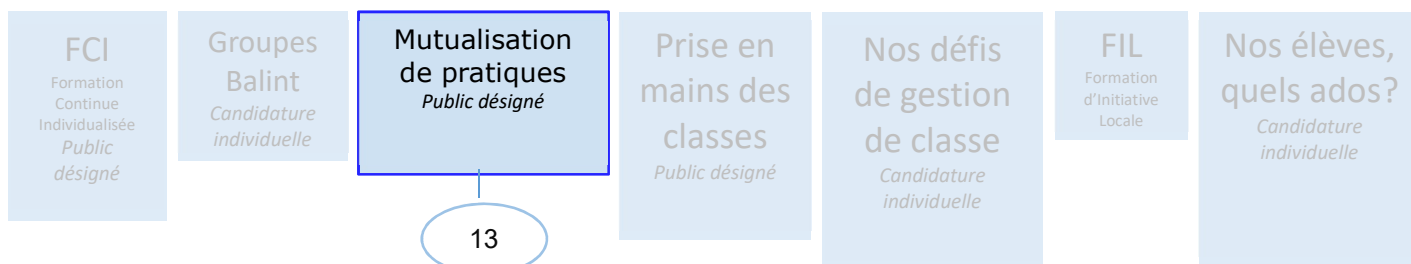 FCI
Formation
Continue
Individualisée
Public
désigné
Groupes
Balint
Candidature
individuelle
Mutualisation
de pratiques
Public désigné
13
Prise en
mains des
classes
Public désigné
Nos défis
de gestion
de classe
Candidature
individuelle
FIL
Formation
d'Initiative
Locale
Nos élèves,
quels ados?
Candidature
individuelle